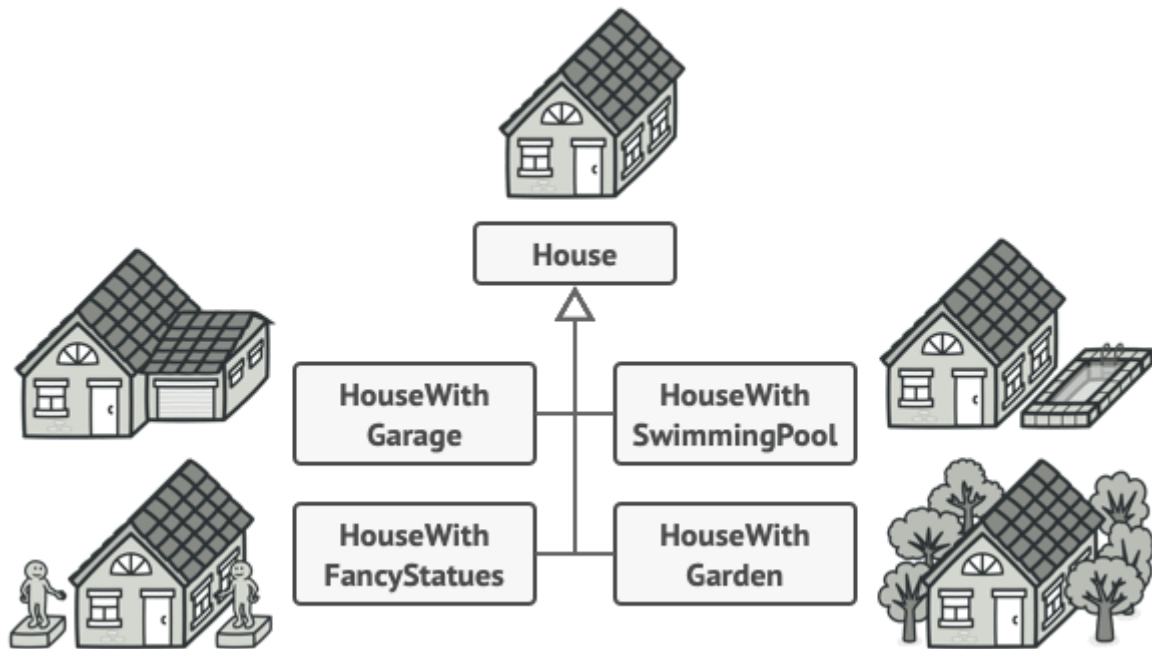 House
HouseWith
Garage
HouseWith
SwimmingPool
HouseWith
FancyStatues
HouseWith
Garden